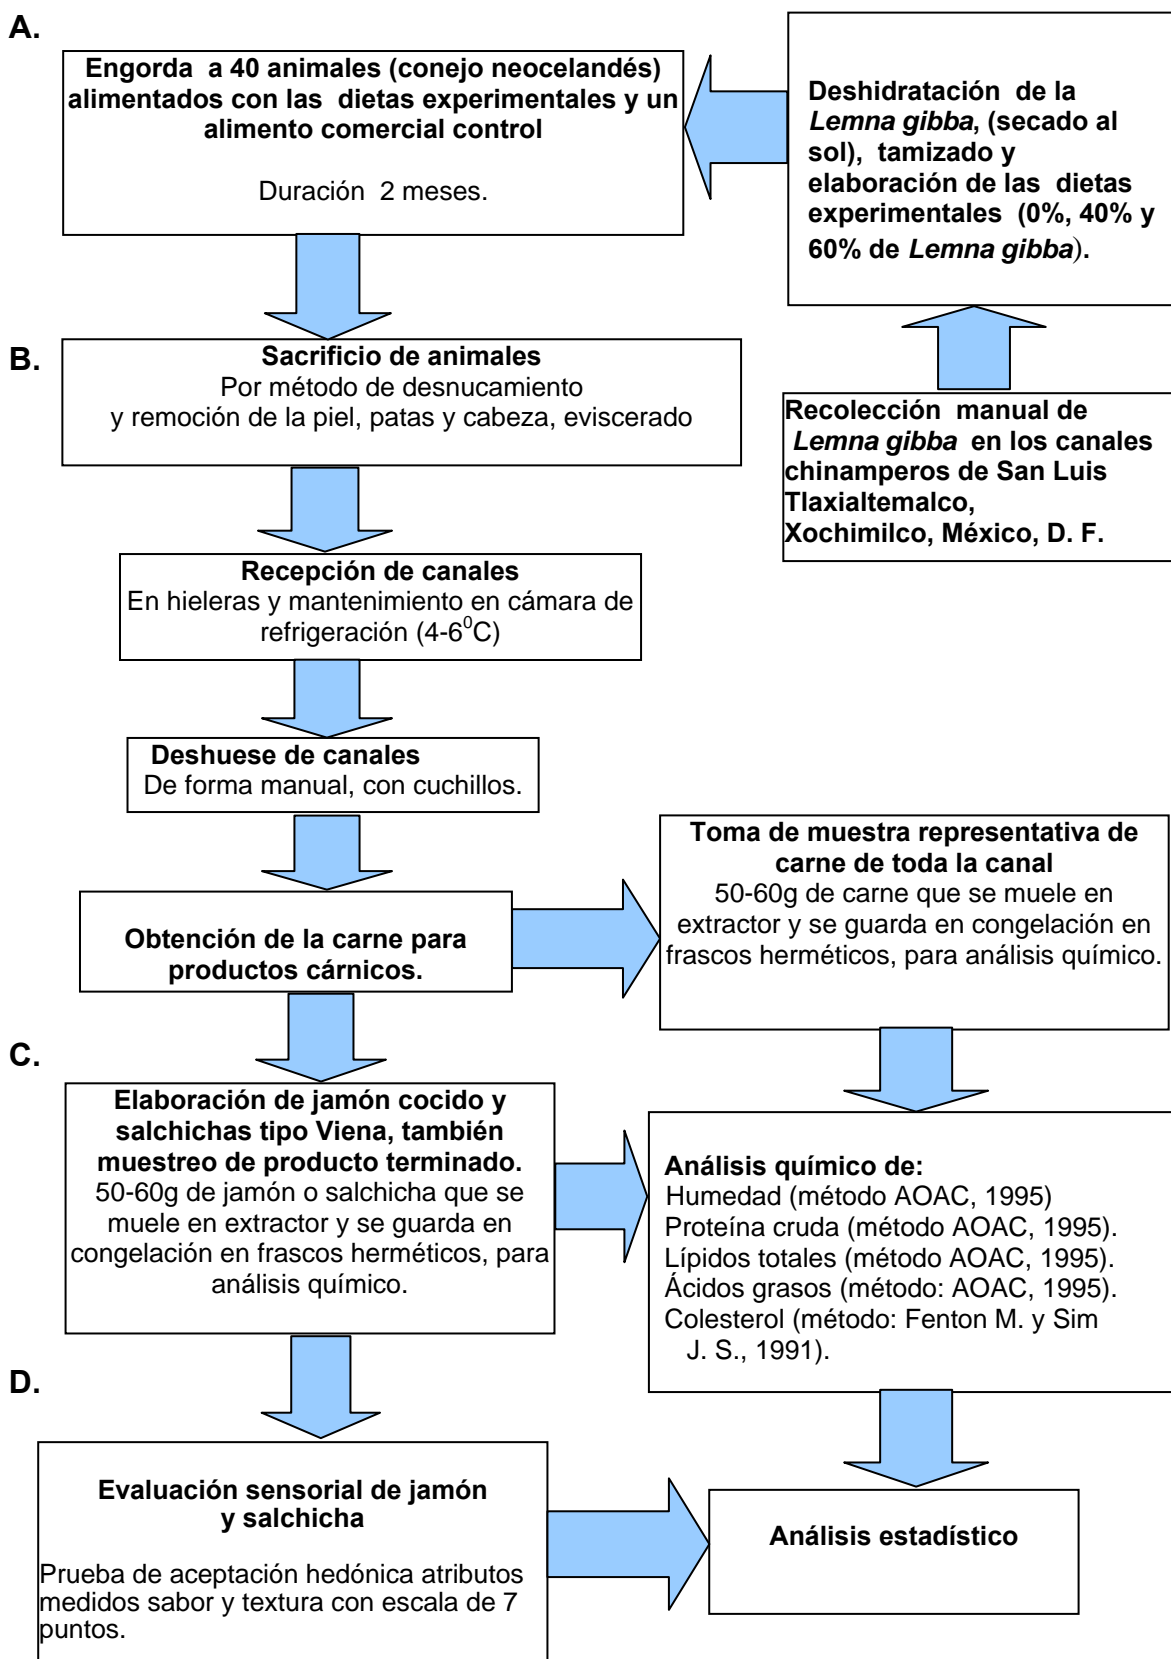 A.
Engorda a 40 animales (conejo neocelandés)
alimentados con las dietas experimentales y un
alimento comercial control
Duración 2 meses.
Deshidratación de la
Lemna gibba, (secado al
sol), tamizado y
elaboración de las dietas
experimentales (0%, 40% y
60% de Lemna gibba).
Recolección manual de
Lemna gibba en los canales
chinamperos de San Luis
Tlaxialtemalco,
Xochimilco, México, D. F.
B.
Sacrificio de animales
Por método de desnucamiento
y remoción de la piel, patas y cabeza, eviscerado
Recepción de canales
En hieleras y mantenimiento en cámara de
refrigeración (4-6⁰C)
Deshuese de canales
De forma manual, con cuchillos.
Obtención de la carne para
productos cárnicos.
Toma de muestra representativa de
carne de toda la canal
50-60g de carne que se muele en
extractor y se guarda en congelación en
frascos herméticos, para análisis químico.
C.
Elaboración de jamón cocido y
salchichas tipo Viena, también
muestreo de producto terminado.
50-60g de jamón o salchicha que se
muele en extractor y se guarda en
congelación en frascos herméticos, para
análisis químico.
Análisis químico de:
Humedad (método AOAC, 1995)
Proteína cruda (método AOAC, 1995).
Lípidos totales (método AOAC, 1995).
Ácidos grasos (método: AOAC, 1995).
Colesterol (método: Fenton M. y Sim
J. S., 1991).
D.
Evaluación sensorial de jamón
y salchicha
Prueba de aceptación hedónica atributos
medidos sabor y textura con escala de 7
puntos.
Análisis estadístico